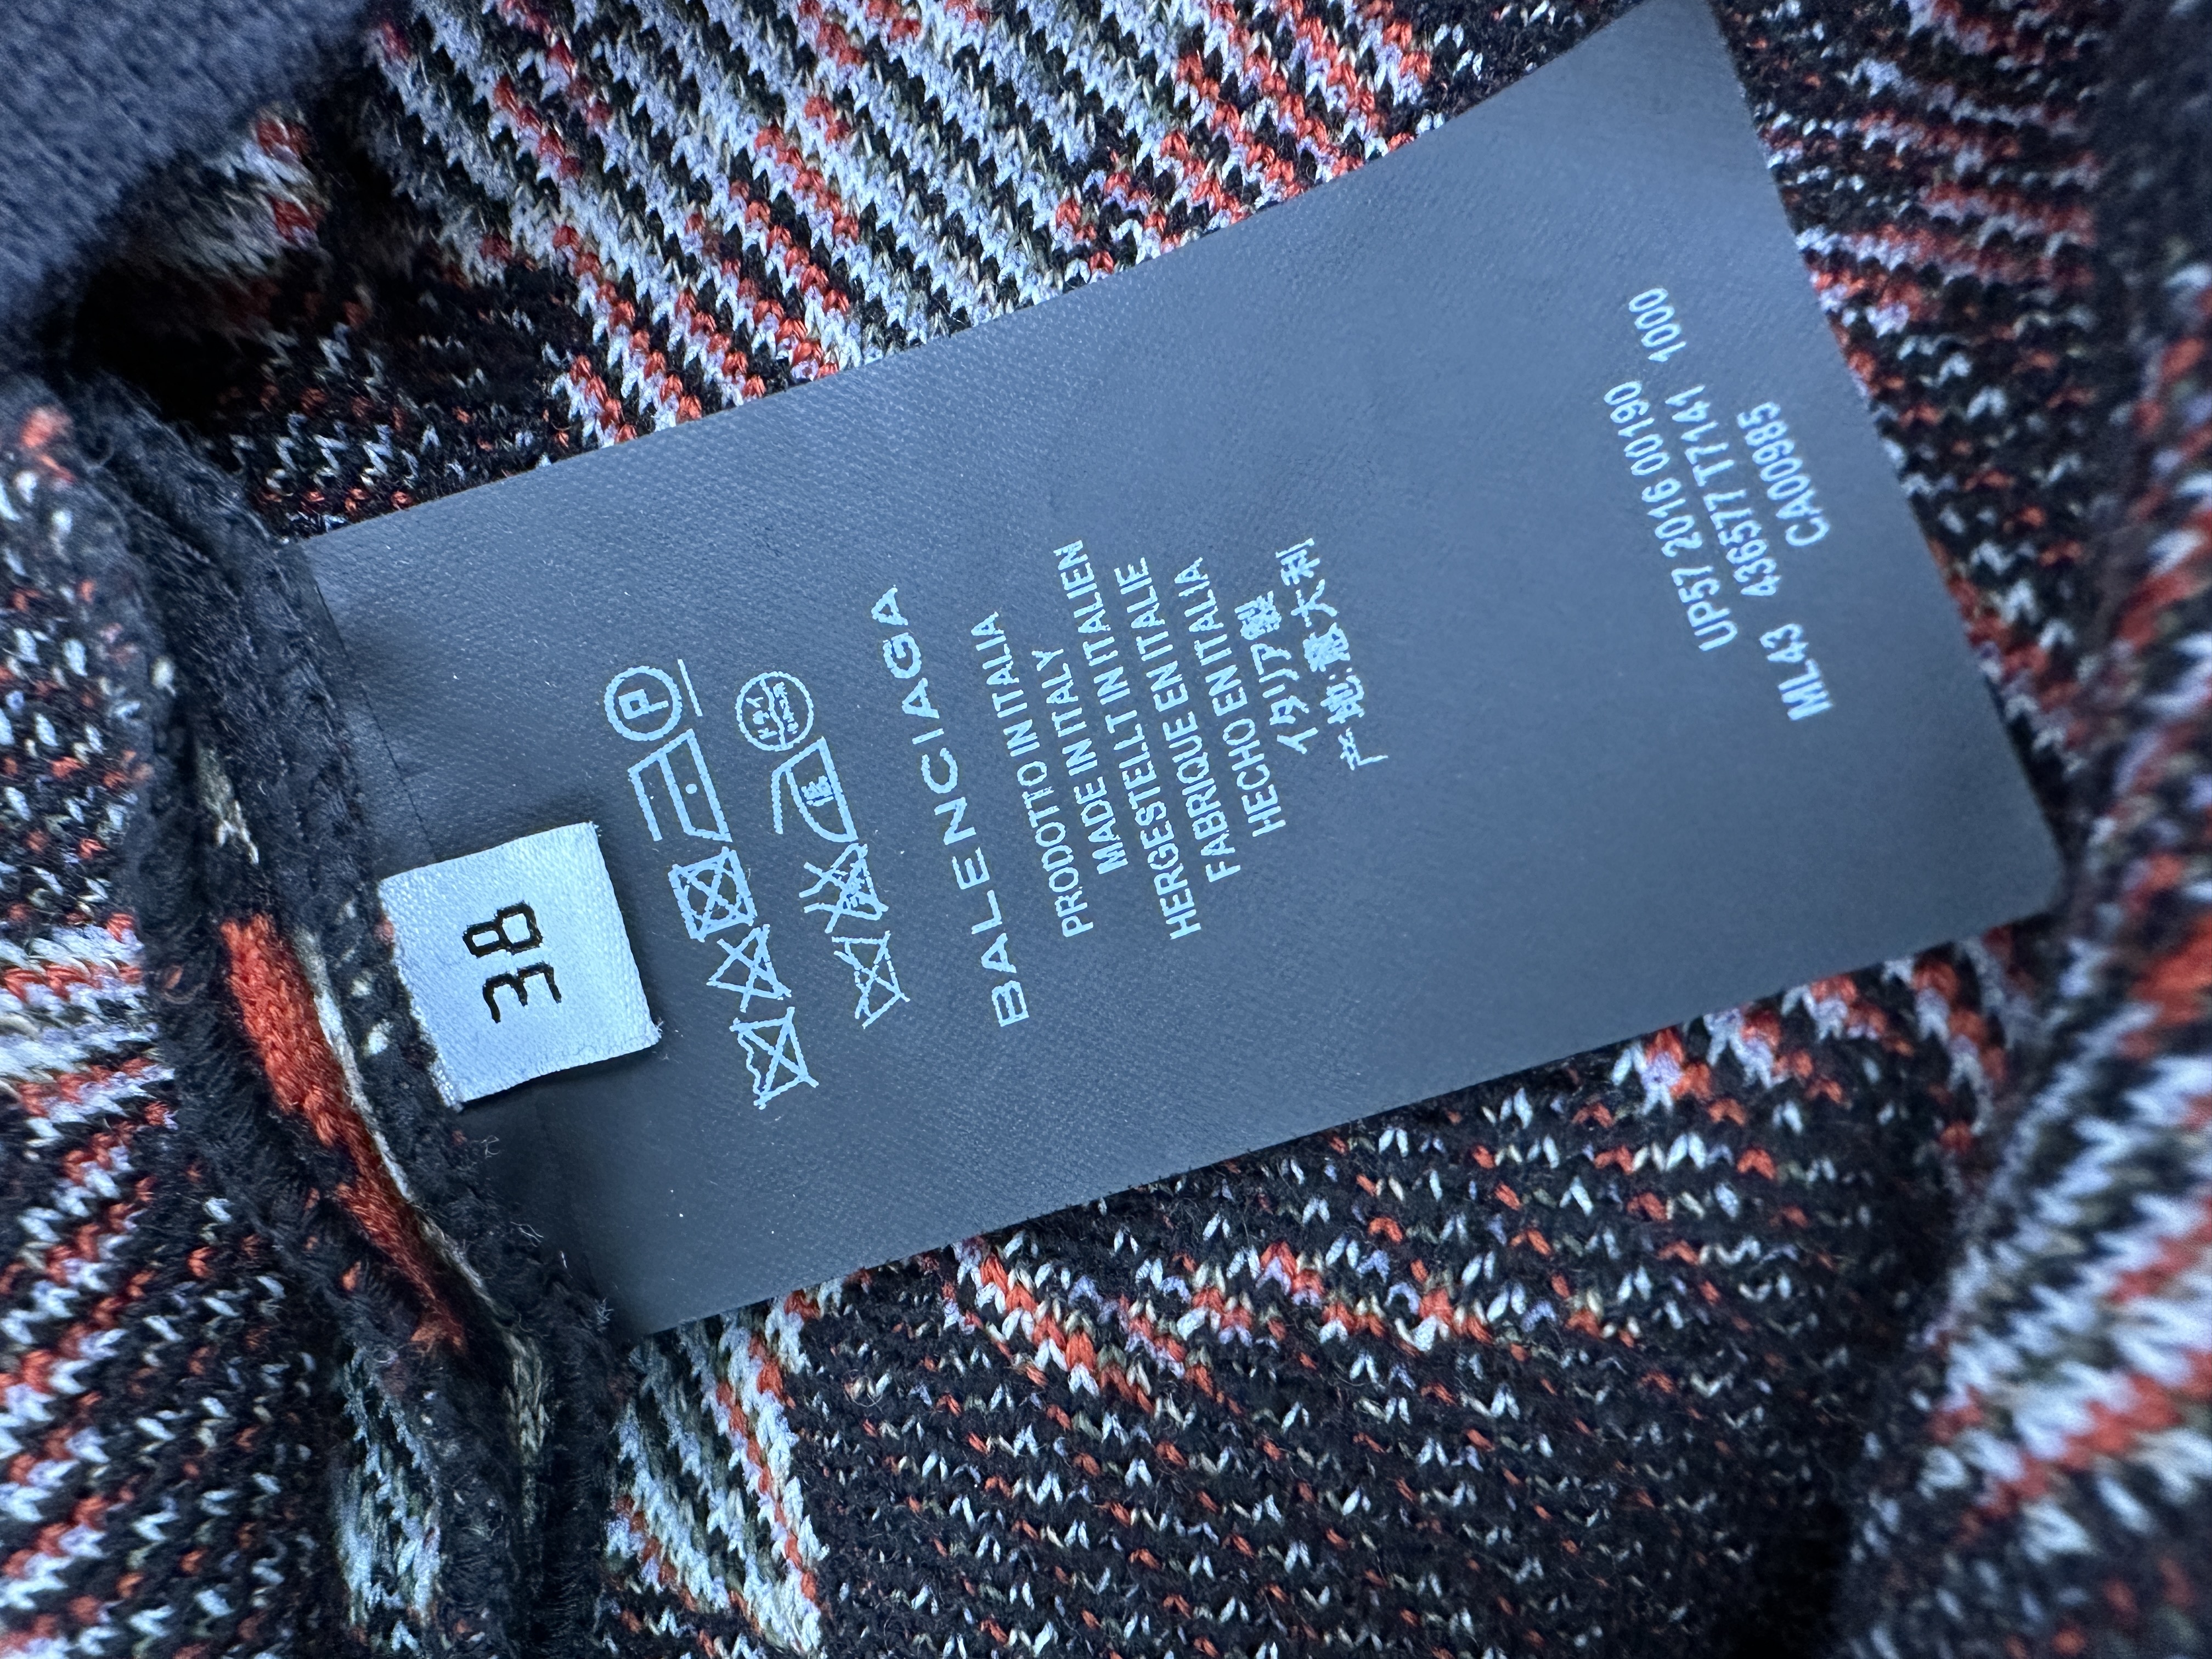 38
P
BALENCIAGA
PRODOTTO IN ITALIA
MADE IN ITALY
HERGESTELLT IN ITALIEN
FABRIQUE EN ITALIE
HECHO EN ITALIA
イタリア製
产地:意大利
UP57 2016 00190
ML43 436577 T7141 1000
CA000985